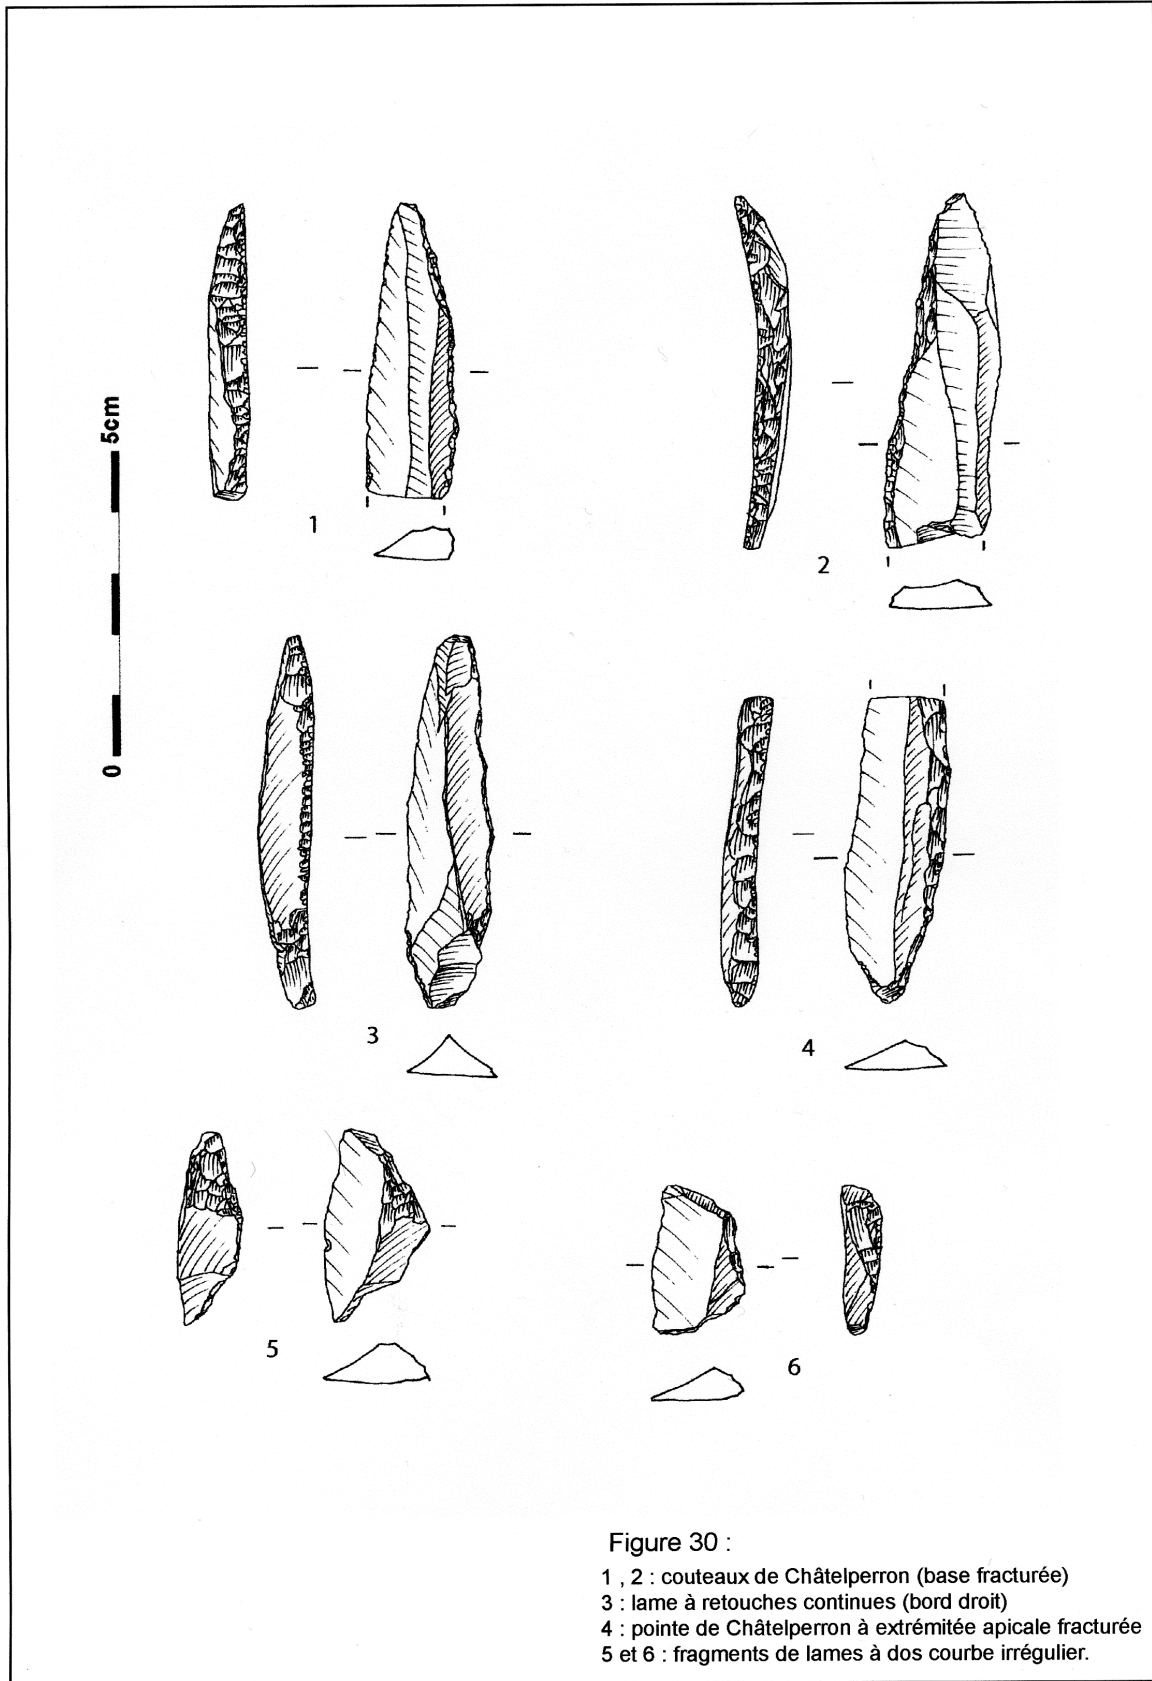 5cm
0
1
2
3
4
5
6
Figure 30 :
1 , 2 : couteaux de Châtelperron (base fracturée)
3 : lame à retouches continues (bord droit)
4 : pointe de Châtelperron à extrémitée apicale fracturée
5 et 6 : fragments de lames à dos courbe irrégulier.